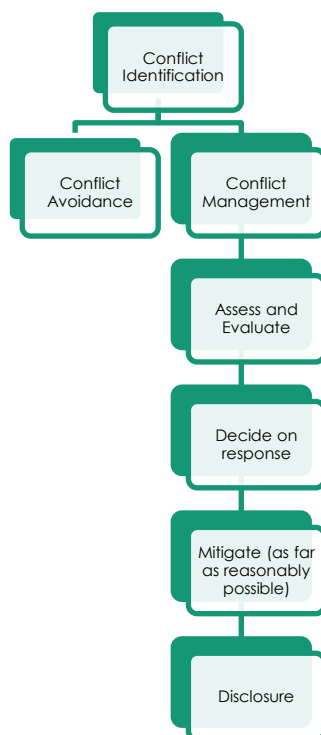 Conflict
Identification
Conflict
Avoidance
Conflict
Management
Assess and
Evaluate
Decide on
response
Mitigate (as far
as reasonably
possible)
Disclosure